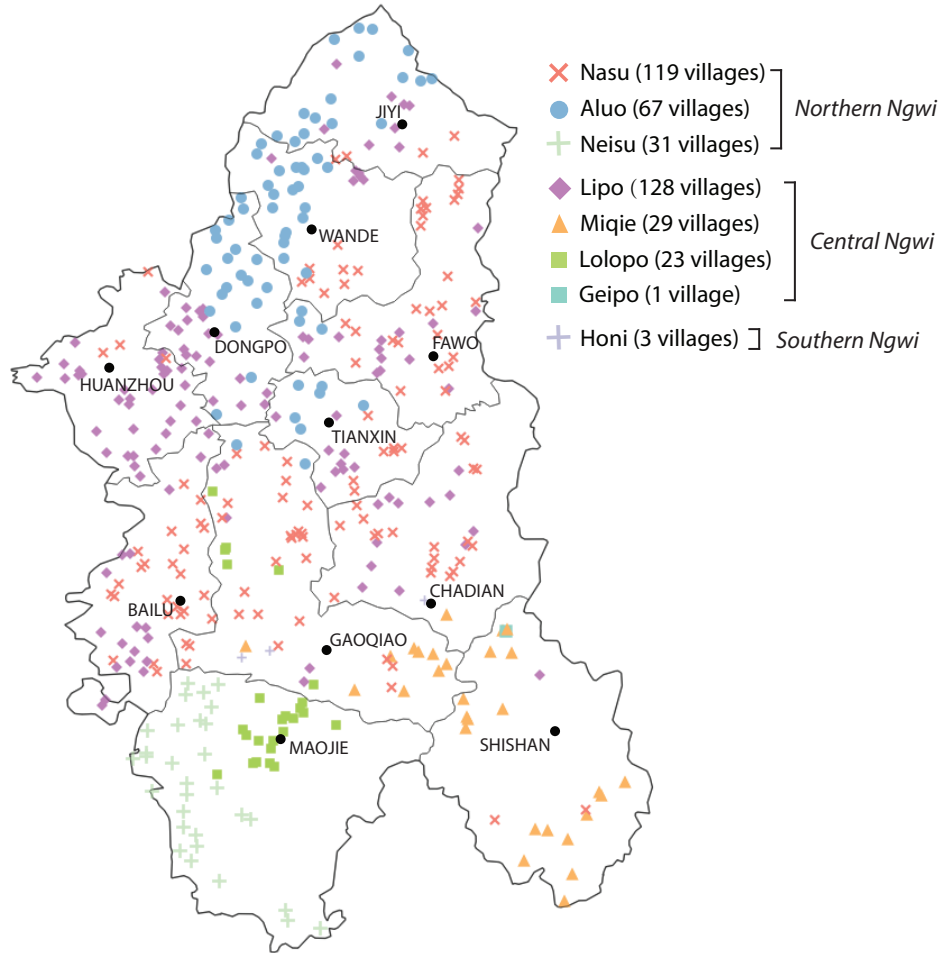 Nasu (119 villages)
Aluo (67 villages)
Neisu (31 villages)
Northern Ngwi
Lipo (128 villages)
Miqie (29 villages)
Lolopo (23 villages)
Geipo (1 village)
Central Ngwi
Honi (3 villages)
Southern Ngwi
JIYI
WANDE
DONGPO
FAWO
HUANZHOU
TIANXIN
CHADIAN
BAILU
GAOQIAO
SHISHAN
MAOJIE